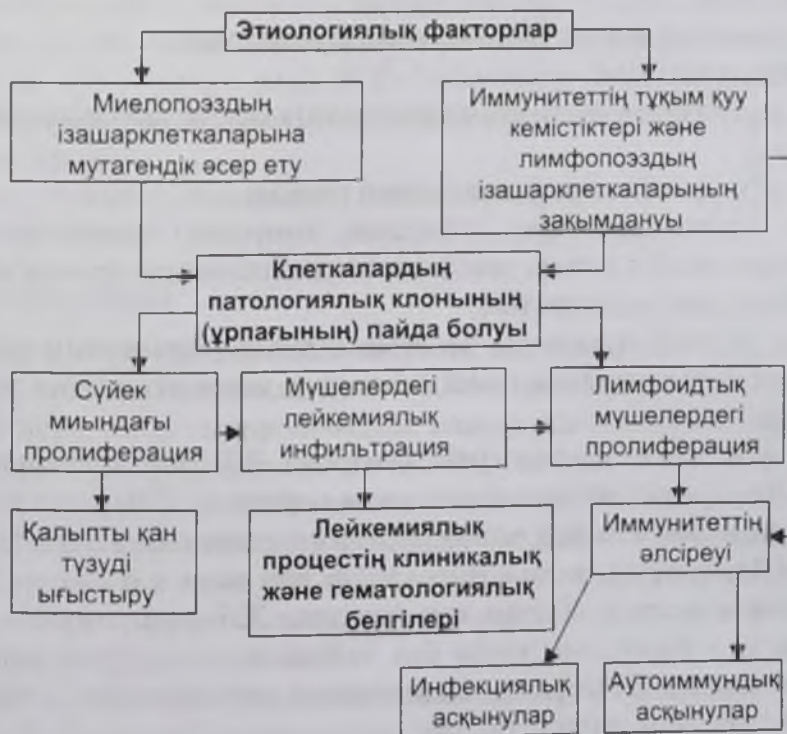 Этиологиялық факторлар
Миелопоэздың
ізашарклеткаларына
мутагендік әсер ету
Иммунитеттің тұқым қуу
кемістіктері және
лимфопоэздың
ізашарклеткаларының
зақымдануы
Клеткалардың
патологиялық клонының
(ұрпағының) пайда болуы
Сүйек
миындағы
пролиферация
Мүшелердегі
лейкемиялық
инфильтрация
Лимфоидтық
мүшелердегі
пролиферация
Қалыпты қан
түзуді
ығыстыру
Лейкемиялық
процестің клиникалық
және гематологиялық
белгілері
Иммунитеттің
әлсіреуі
Инфекциялық
асқынулар
Аутоиммундық
асқынулар